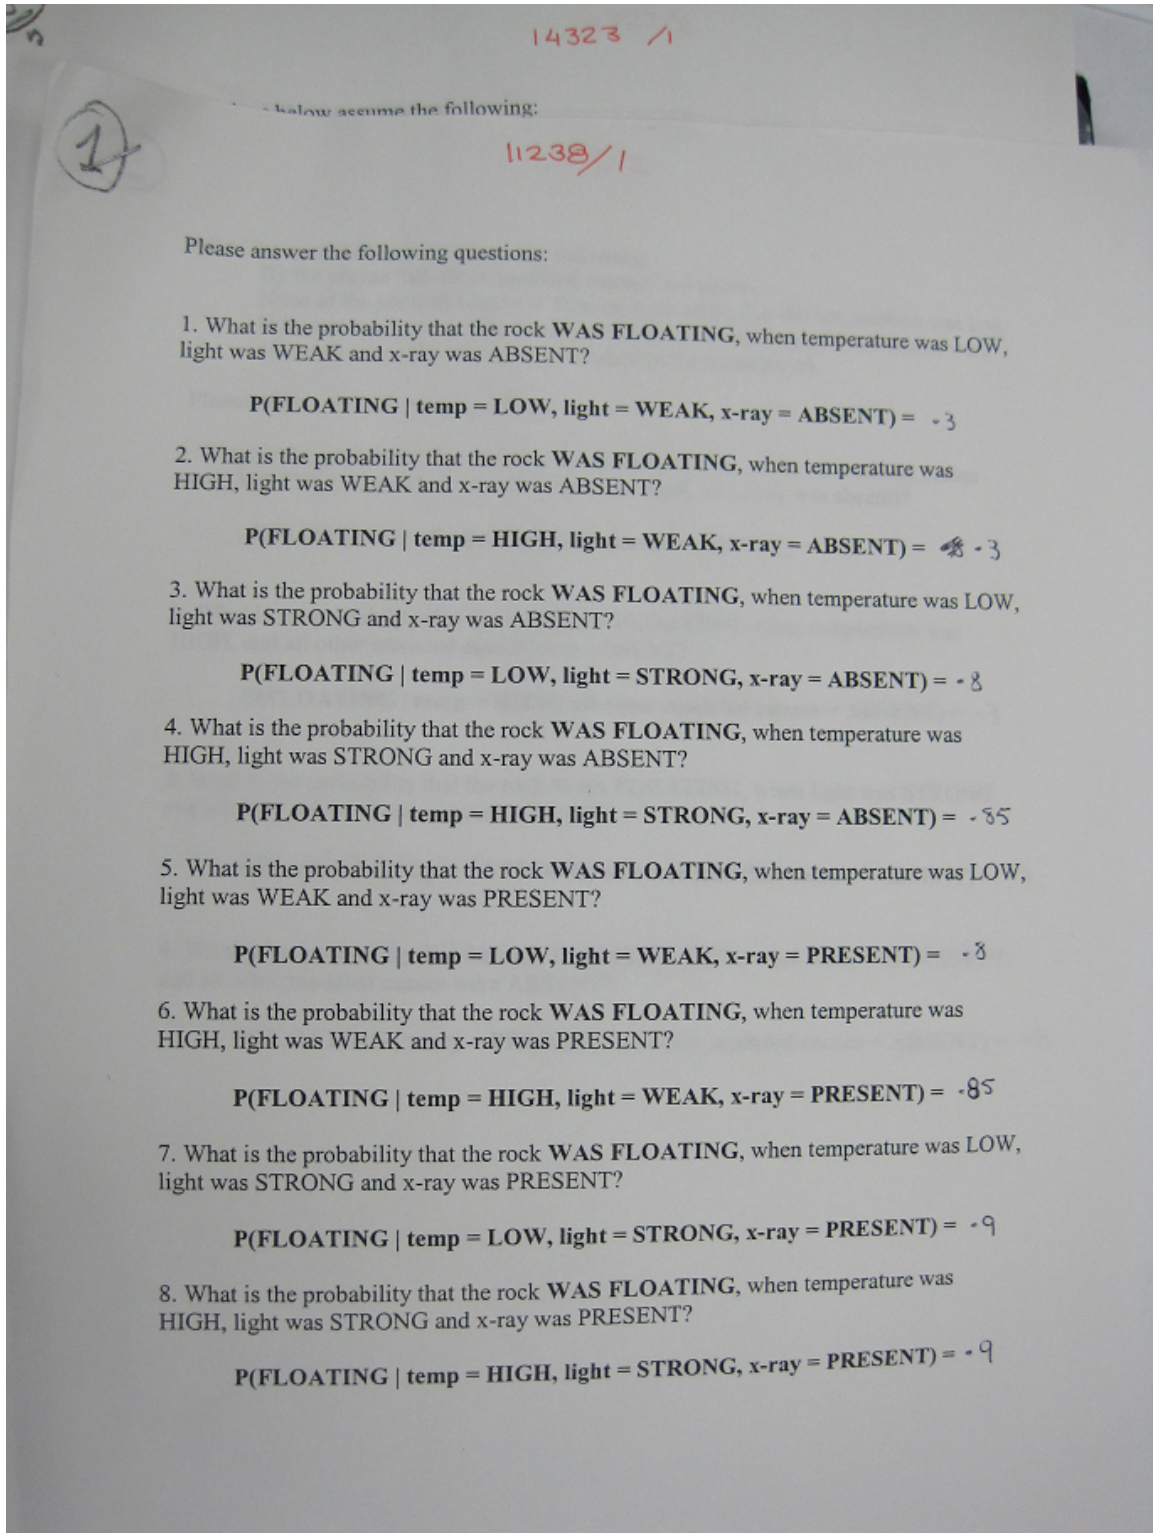 14323 /1
below assume the following:
1
11238/1
Please answer the following questions:
1. What is the probability that the rock WAS FLOATING, when temperature was LOW,
light was WEAK and x-ray was ABSENT?
P(FLOATING | temp = LOW, light = WEAK, x-ray = ABSENT) = .3
2. What is the probability that the rock WAS FLOATING, when temperature was
HIGH, light was WEAK and x-ray was ABSENT?
P(FLOATING | temp = HIGH, light = WEAK, x-ray = ABSENT) = .3
3. What is the probability that the rock WAS FLOATING, when temperature was LOW,
light was STRONG and x-ray was ABSENT?
P(FLOATING | temp = LOW, light = STRONG, x-ray = ABSENT) = .8
4. What is the probability that the rock WAS FLOATING, when temperature was
HIGH, light was STRONG and x-ray was ABSENT?
P(FLOATING | temp = HIGH, light = STRONG, x-ray = ABSENT) = .85
5. What is the probability that the rock WAS FLOATING, when temperature was LOW,
light was WEAK and x-ray was PRESENT?
P(FLOATING | temp = LOW, light = WEAK, x-ray = PRESENT) = .8
6. What is the probability that the rock WAS FLOATING, when temperature was
HIGH, light was WEAK and x-ray was PRESENT?
P(FLOATING | temp = HIGH, light = WEAK, x-ray = PRESENT) = .85
7. What is the probability that the rock WAS FLOATING, when temperature was LOW,
light was STRONG and x-ray was PRESENT?
P(FLOATING | temp = LOW, light = STRONG, x-ray = PRESENT) = .9
8. What is the probability that the rock WAS FLOATING, when temperature was
HIGH, light was STRONG and x-ray was PRESENT?
P(FLOATING | temp = HIGH, light = STRONG, x-ray = PRESENT) = .9